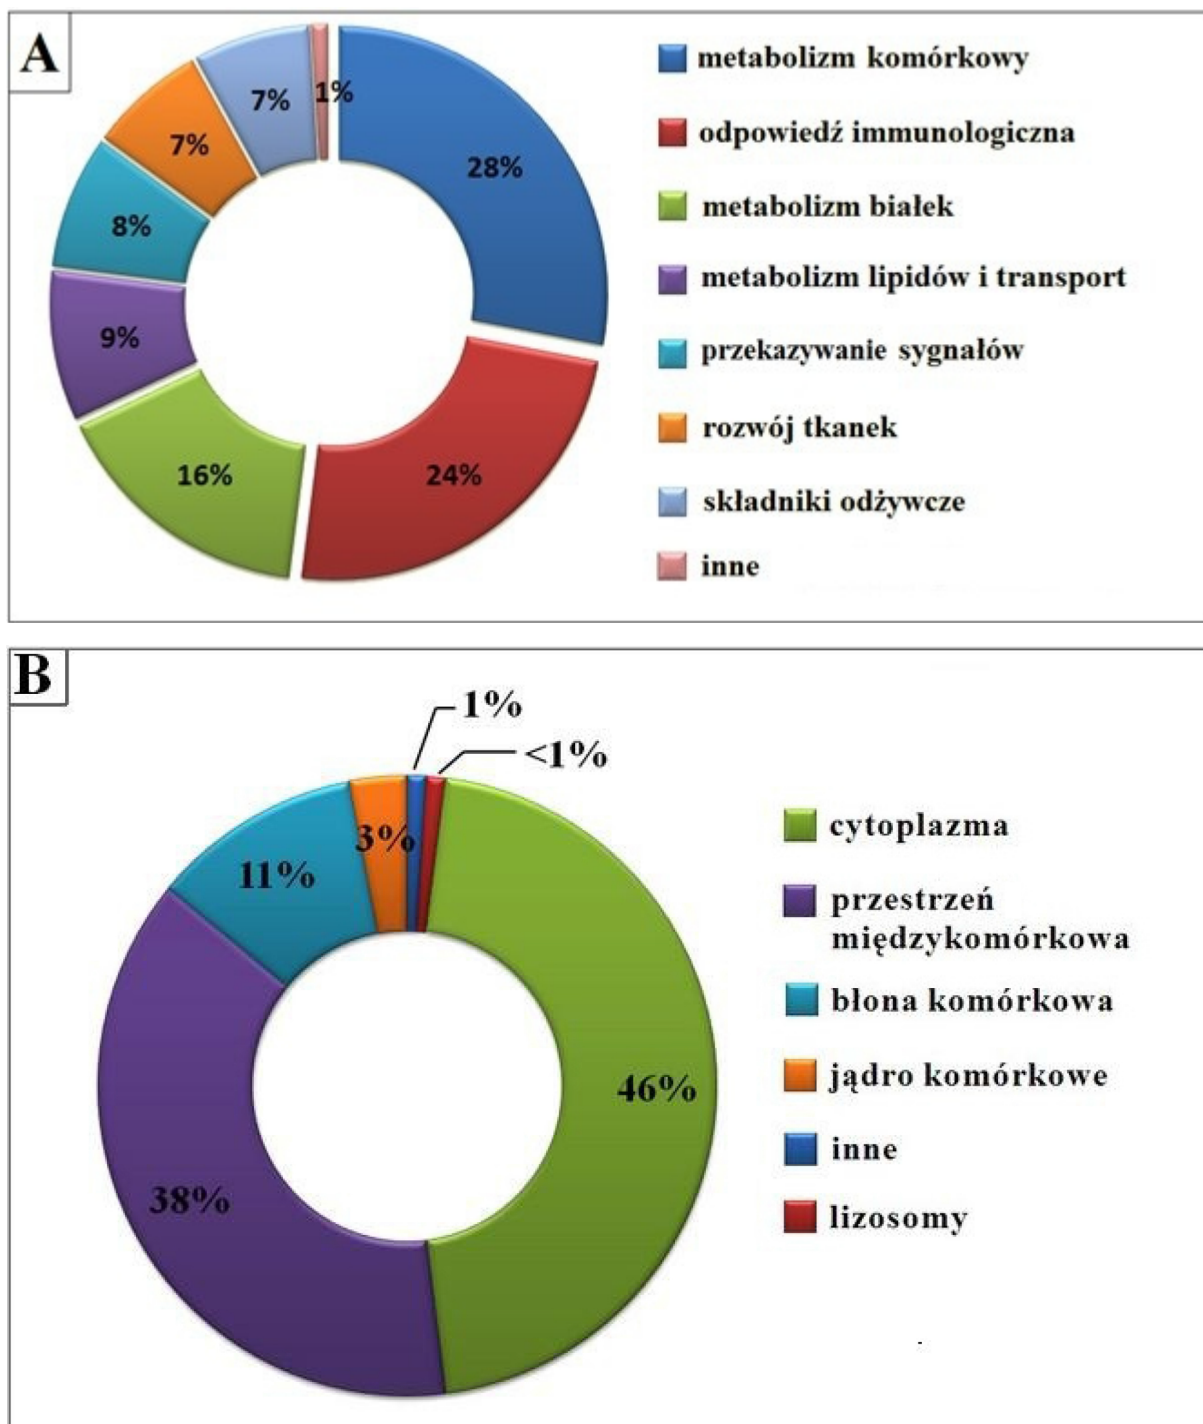 A
7%
1%
7%
28%
8%
9%
16%
24%
metabolizm komórkowy
odpowiedź immunologiczna
metabolizm białek
metabolizm lipidów i transport
przekazywanie sygnałów
rozwój tkanek
składniki odżywcze
inne
B
1%
<1%
3%
11%
46%
38%
cytoplazma
przestrzeń
międzykomórkowa
błona komórkowa
jądro komórkowe
inne
lizosomy